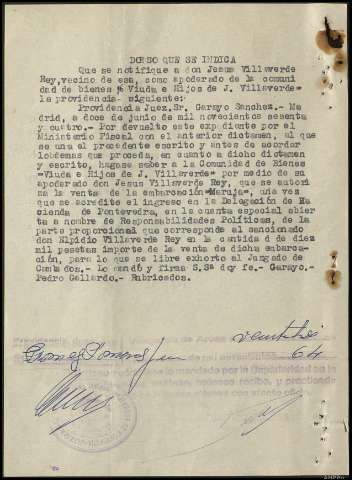 DORSO QUE SE INDICA
Que se notifique a don Jesus Villaverde
Rey, vecino de esa, como apoderado de la comuni
dad de bienes "Viuda e Hijos de J. Villaverde"
la providencia siguiente:
Providencia Juez.Sr. Garayo Sanchez.- Ma
drid, a doce de junio de mil novecientos sesenta
y cuatro.- Por devuelto este expdiante por el
Ministerio Fiscal con el anterior dictamen, al que
se una el precedente escrito y antes de acordar
lodemas que proceda, en cuanto a dicho dictamen
y escrito, hagase saber a la Comunidad de Bienes
"Viuda e Hijos de J. Villaverde" por medio de su
apoderado don Jesus Villaverde Rey, que se autori
za la venta de la embarcación "Maruja", una vez
que se acredite el ingreso en la Delegación de Ha
cienda de Pontevedra, en la cuenta especial abier
ta a nombre de Responsabilidades Políticas, de la
parte proporcional que corresponde al sancionado
don Elpidio Villaverde Rey en la cantidad de diez
mil pesetas importe de la venta de dicha embarca-
ción, para lo que se libre exhorto al Juzgado de
Cambados.- Lo mandó y firma S.Sª doy fe.- Garayo.-
Pedro Gallardo.- Rubricados.
64